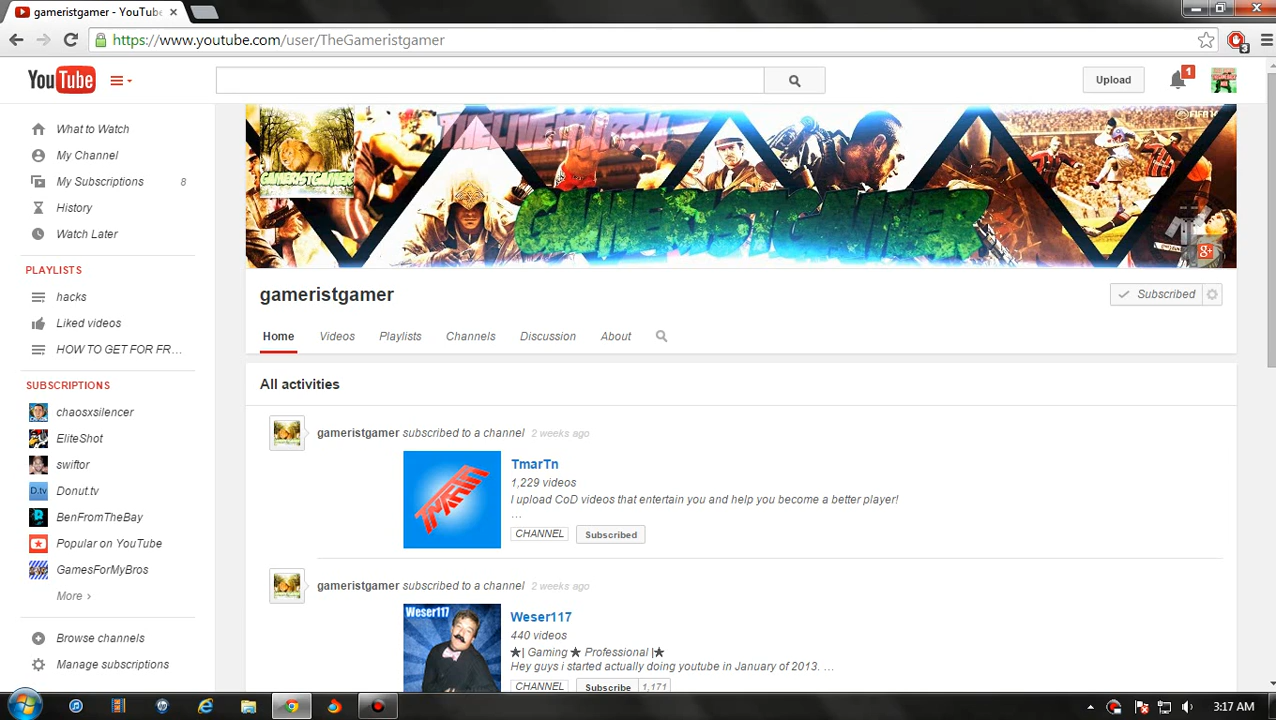 gameristgamer - YouTube
https://www.youtube.com/user/TheGameristgamer
3
YouTube
Upload
1
What to Watch
My Channel
My Subscriptions 8
History
Watch Later
PLAYLISTS
hacks
Liked videos
HOW TO GET FOR FR...
SUBSCRIPTIONS
chaosxsilencer
EliteShot
swiftor
D.tv Donut.tv
BenFromTheBay
Popular on YouTube
GamesForMyBros
More ›
Browse channels
Manage subscriptions
GAMERISTGAMER
GAMERISTGAMER
g+
gameristgamer
Subscribed
Home Videos Playlists Channels Discussion About
All activities
gameristgamer subscribed to a channel 2 weeks ago
TmarTn
1,229 videos
I upload CoD videos that entertain you and help you become a better player!
...
CHANNEL Subscribed
gameristgamer subscribed to a channel 2 weeks ago
Weser117
Weser117
440 videos
★| Gaming ★ Professional |★
Hey guys i started actually doing youtube in January of 2013. ...
CHANNEL Subscribe 1,171
3:17 AM